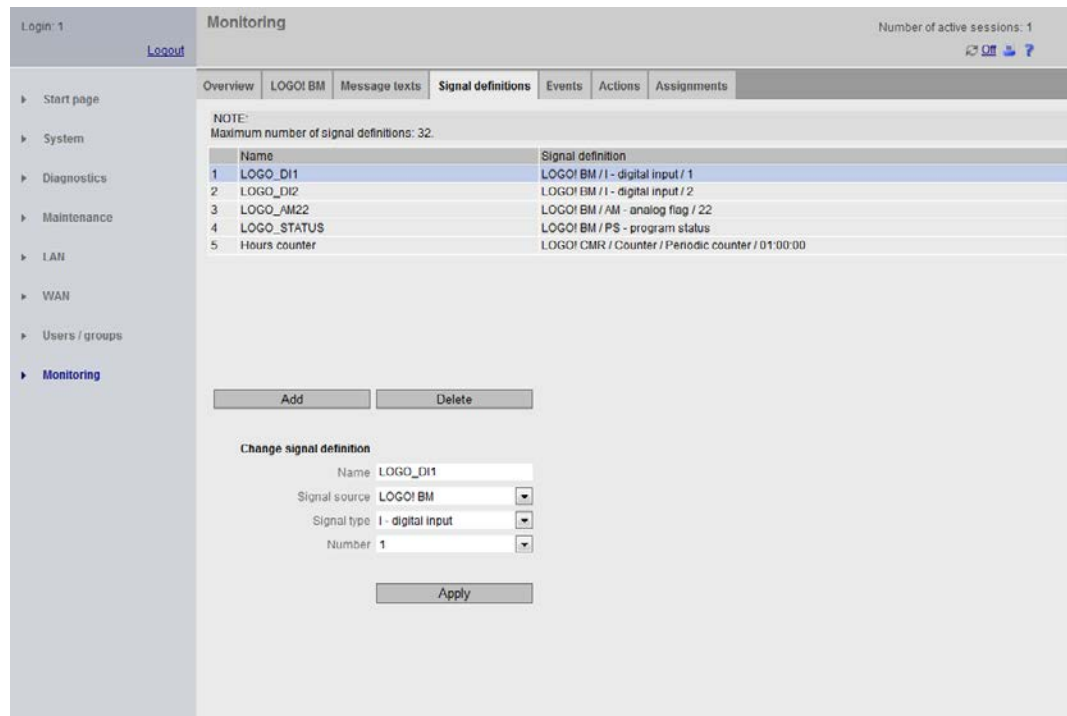 Login: 1
Logout
Monitoring
Number of active sessions: 1
Off ?
Start page
System
Diagnostics
Maintenance
LAN
WAN
Users / groups
Monitoring
Overview LOGO! BM Message texts Signal definitions Events Actions Assignments
NOTE:
Maximum number of signal definitions: 32.
Name Signal definition
1 LOGO_DI1 LOGO! BM / I - digital input / 1
2 LOGO_DI2 LOGO! BM / I - digital input / 2
3 LOGO_AM22 LOGO! BM / AM - analog flag / 22
4 LOGO_STATUS LOGO! BM / PS - program status
5 Hours counter LOGO! CMR / Counter / Periodic counter / 01:00:00
Add Delete
Change signal definition
Name LOGO_DI1
Signal source LOGO! BM
Signal type I - digital input
Number 1
Apply